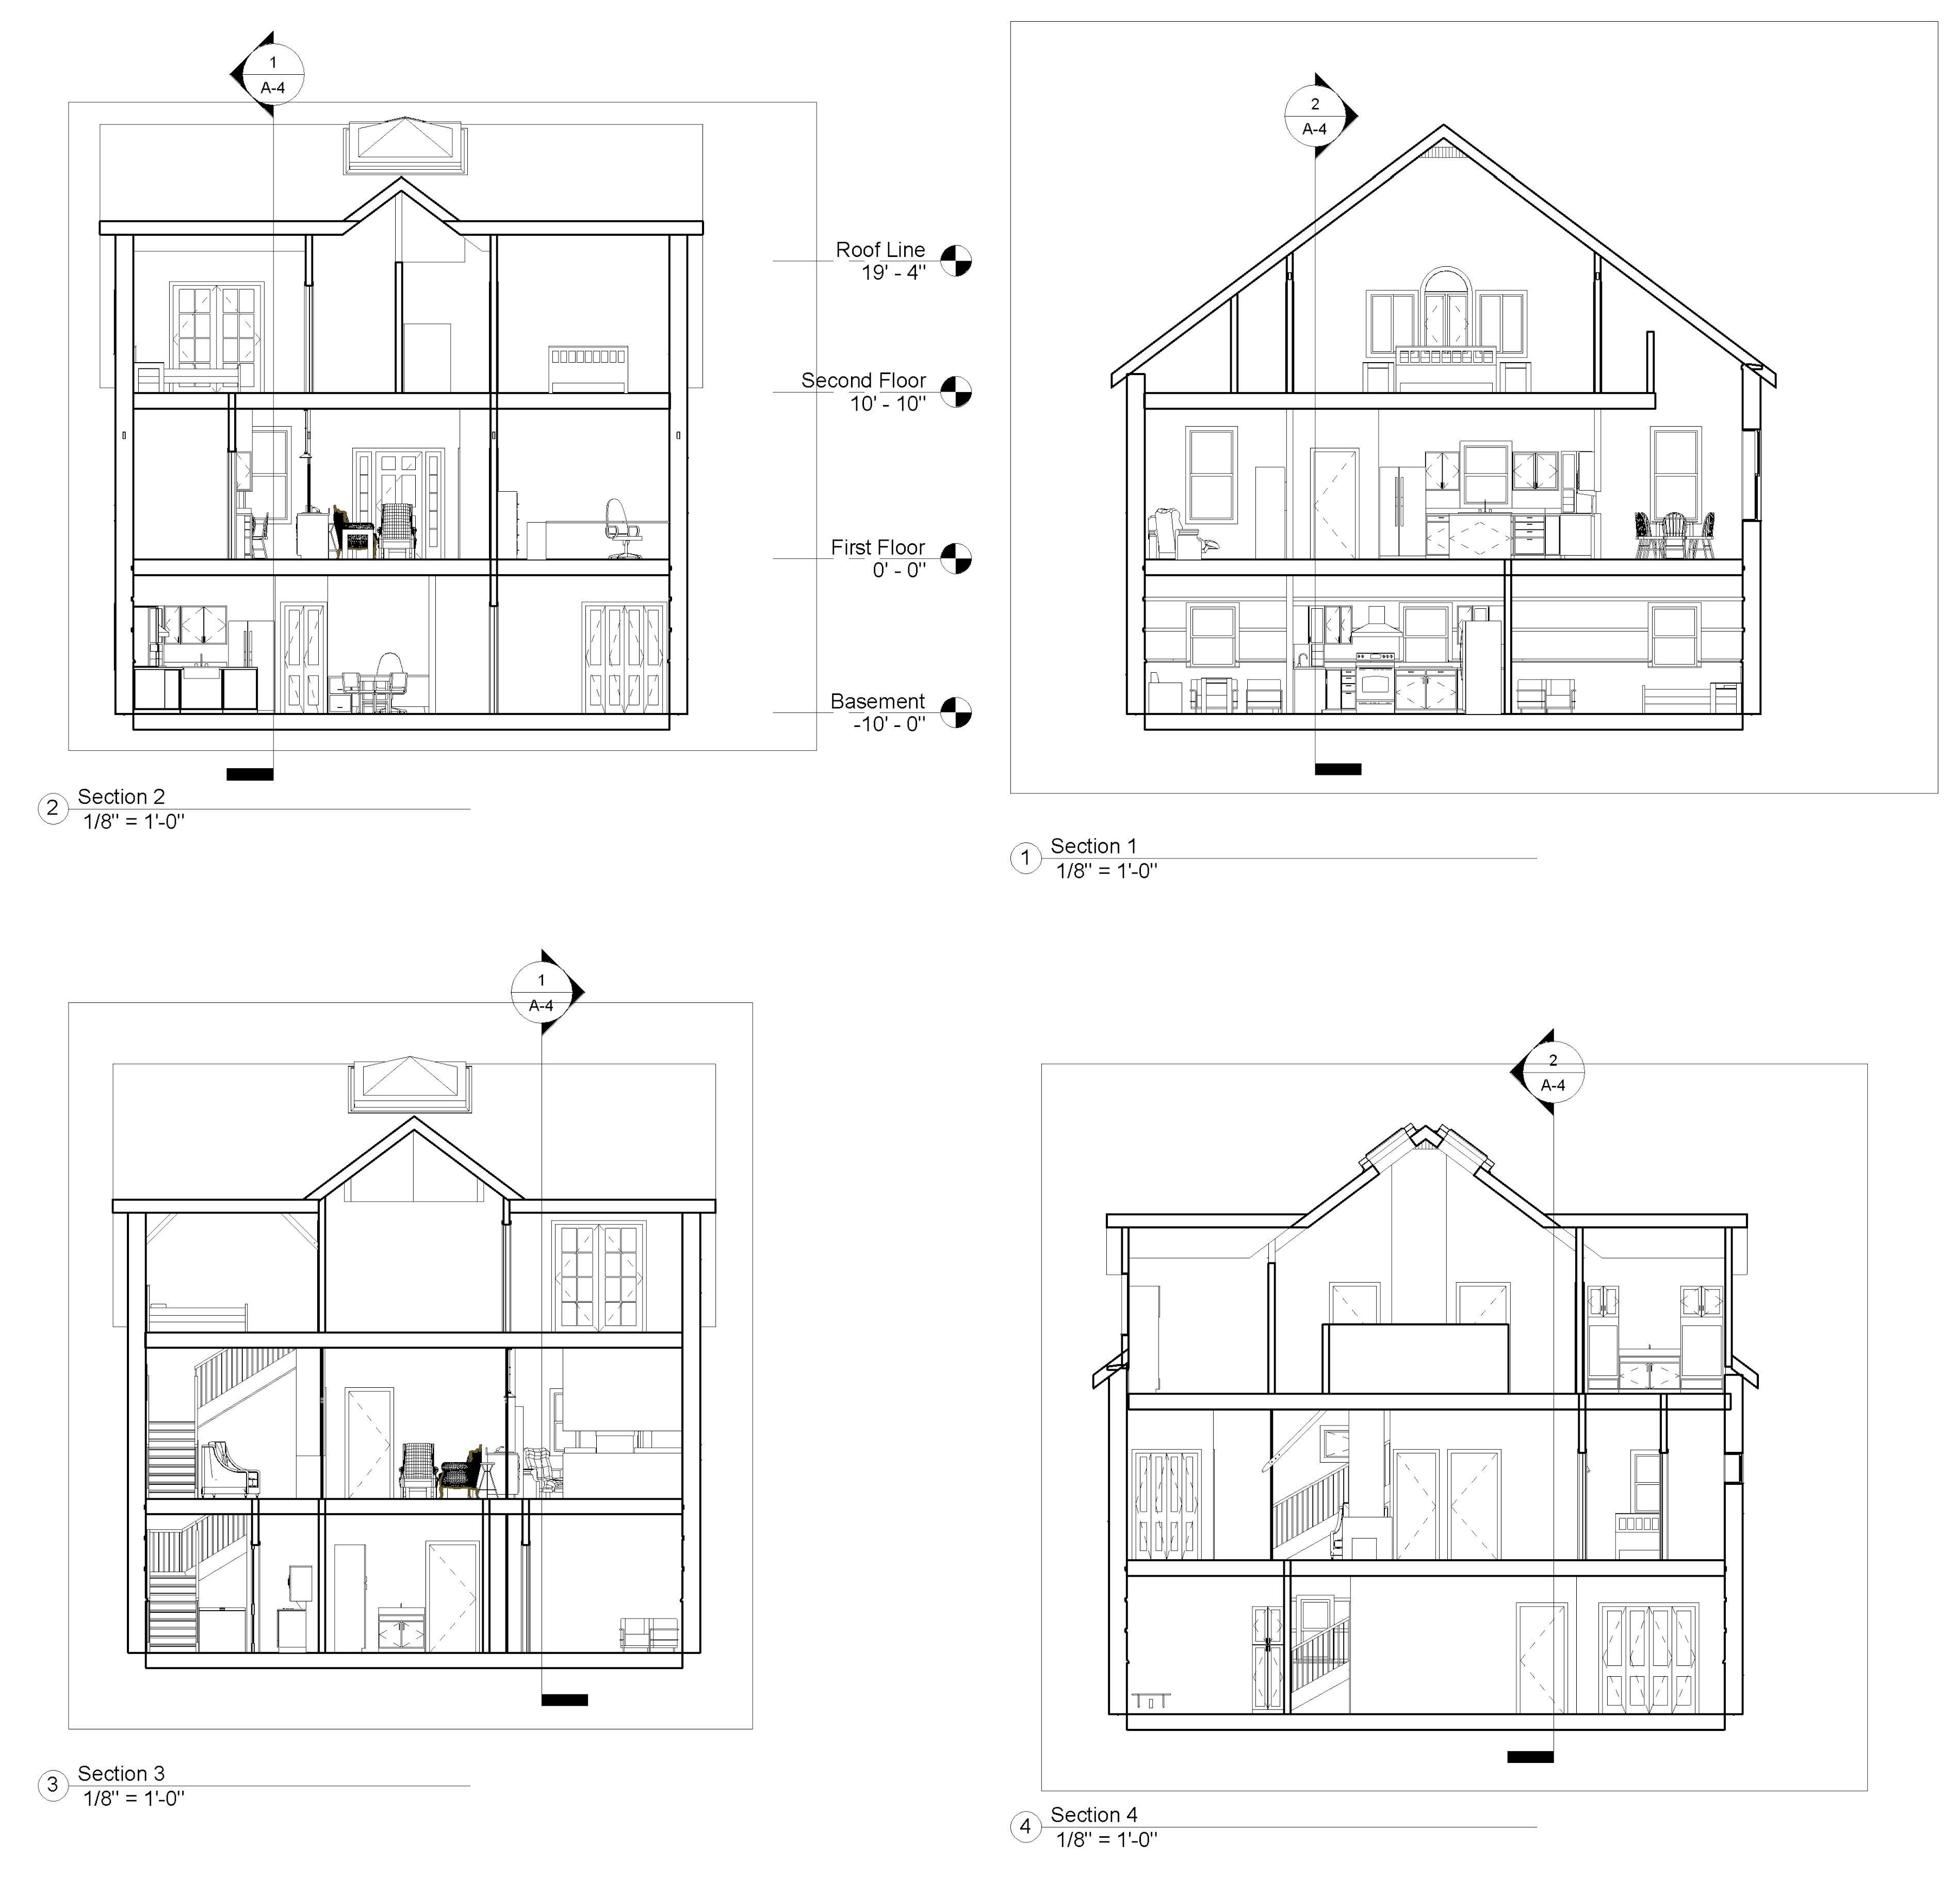 1
A-4
Roof Line
19' - 4"
Second Floor
10' - 10"
First Floor
0' - 0"
Basement
-10' - 0"
2
Section 2
1/8" = 1'-0"
2
A-4
1
Section 1
1/8" = 1'-0"
1
A-4
3
Section 3
1/8" = 1'-0"
2
A-4
4
Section 4
1/8" = 1'-0"